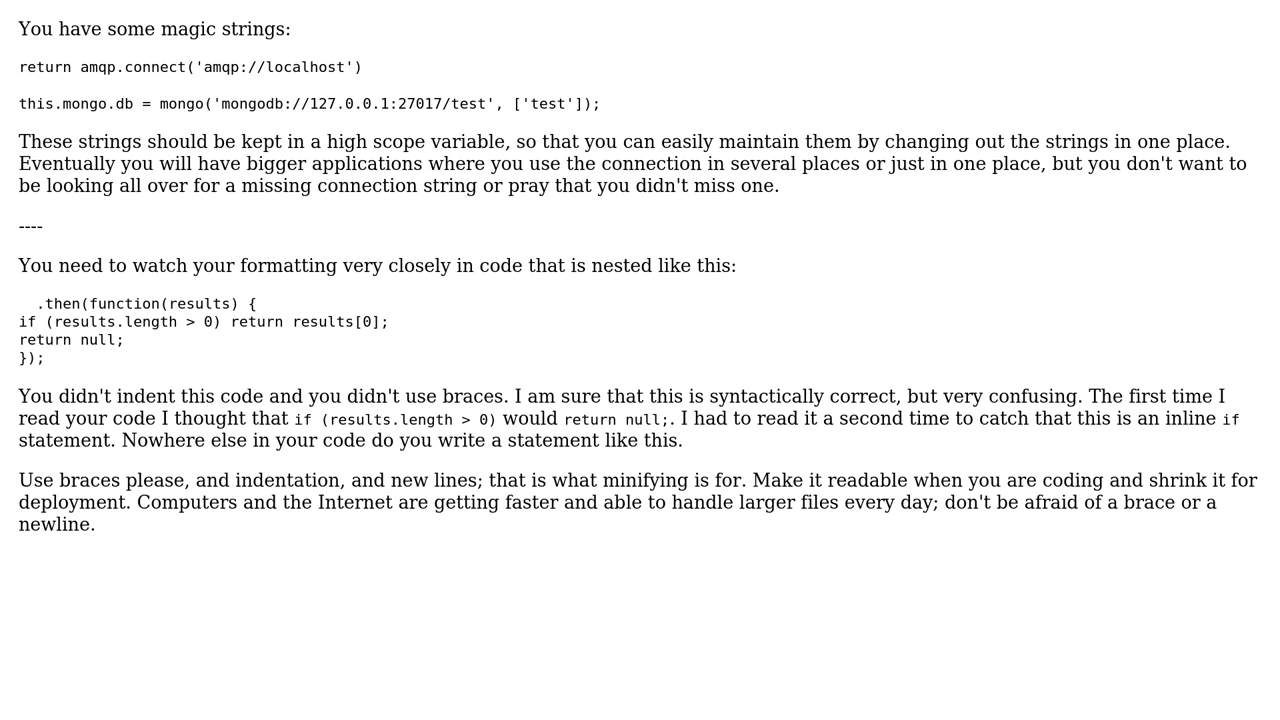 You have some magic strings:
return amqp.connect('amqp://localhost')
this.mongo.db = mongo('mongodb://127.0.0.1:27017/test', ['test']);
These strings should be kept in a high scope variable, so that you can easily maintain them by changing out the strings in one place.
Eventually you will have bigger applications where you use the connection in several places or just in one place, but you don't want to
be looking all over for a missing connection string or pray that you didn't miss one.
----
You need to watch your formatting very closely in code that is nested like this:
  .then(function(results) {
if (results.length > 0) return results[0];
return null;
});
You didn't indent this code and you didn't use braces. I am sure that this is syntactically correct, but very confusing. The first time I
read your code I thought that if (results.length > 0) would return null;. I had to read it a second time to catch that this is an inline if
statement. Nowhere else in your code do you write a statement like this.
Use braces please, and indentation, and new lines; that is what minifying is for. Make it readable when you are coding and shrink it for
deployment. Computers and the Internet are getting faster and able to handle larger files every day; don't be afraid of a brace or a
newline.